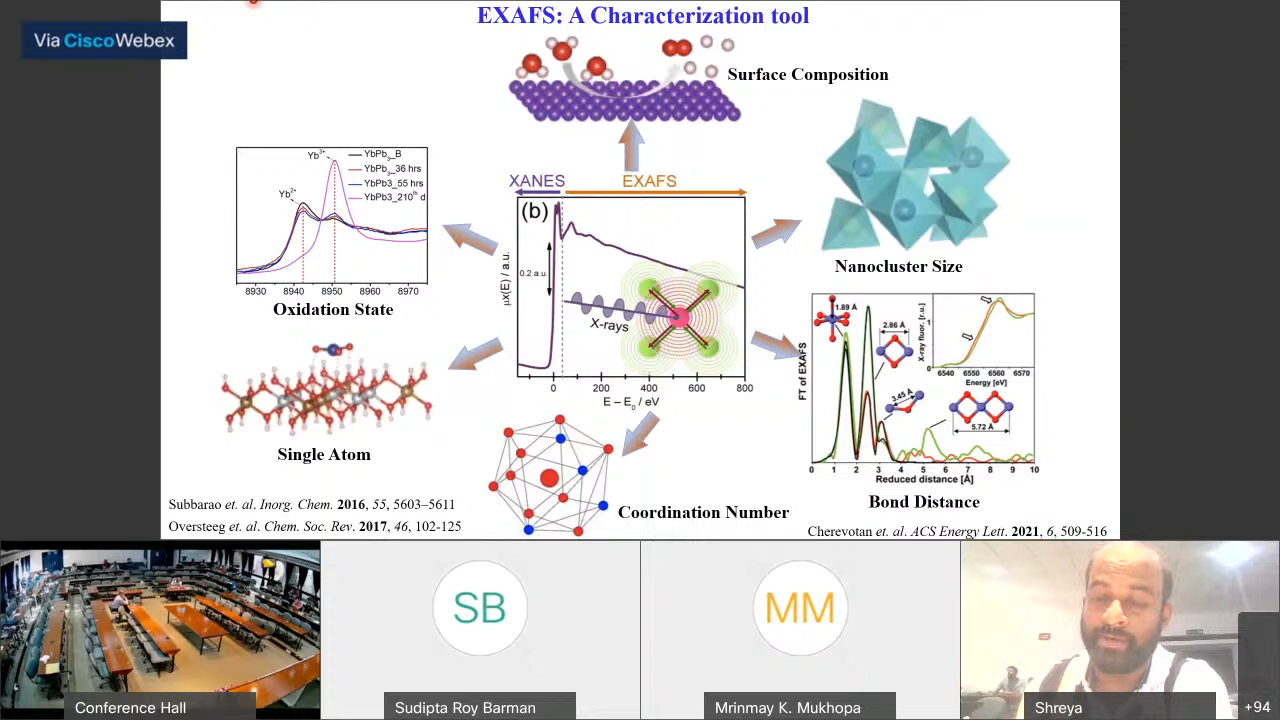 EXAFS: A Characterization tool
Via Cisco Webex
Surface Composition
XANES
EXAFS
(b)
μx(E) / a.u.
0.2 a.u.
X-rays
0
200
400
600
800
E – E0 / eV
Yb2+
Yb3+
YbPb3_B
YbPb3_36 hrs
YbPb3_55 hrs
YbPb3_210th d
8930
8940
8950
8960
8970
Oxidation State
Nanocluster Size
FT of EXAFS
1.89 Å
2.86 Å
3.45 Å
5.72 Å
X-ray fluor. [r.u.]
1
0
6540
6550
6560
6570
Energy [eV]
0 1 2 3 4 5 6 7 8 9 10
Reduced distance [Å]
Bond Distance
Single Atom
Coordination Number
Subbarao et. al. Inorg. Chem. 2016, 55, 5603–5611
Oversteeg et. al. Chem. Soc. Rev. 2017, 46, 102-125
Cherevotan et. al. ACS Energy Lett. 2021, 6, 509-516
SB
MM
Conference Hall
Sudipta Roy Barman
Mrinmay K. Mukhopa
Shreya
+94